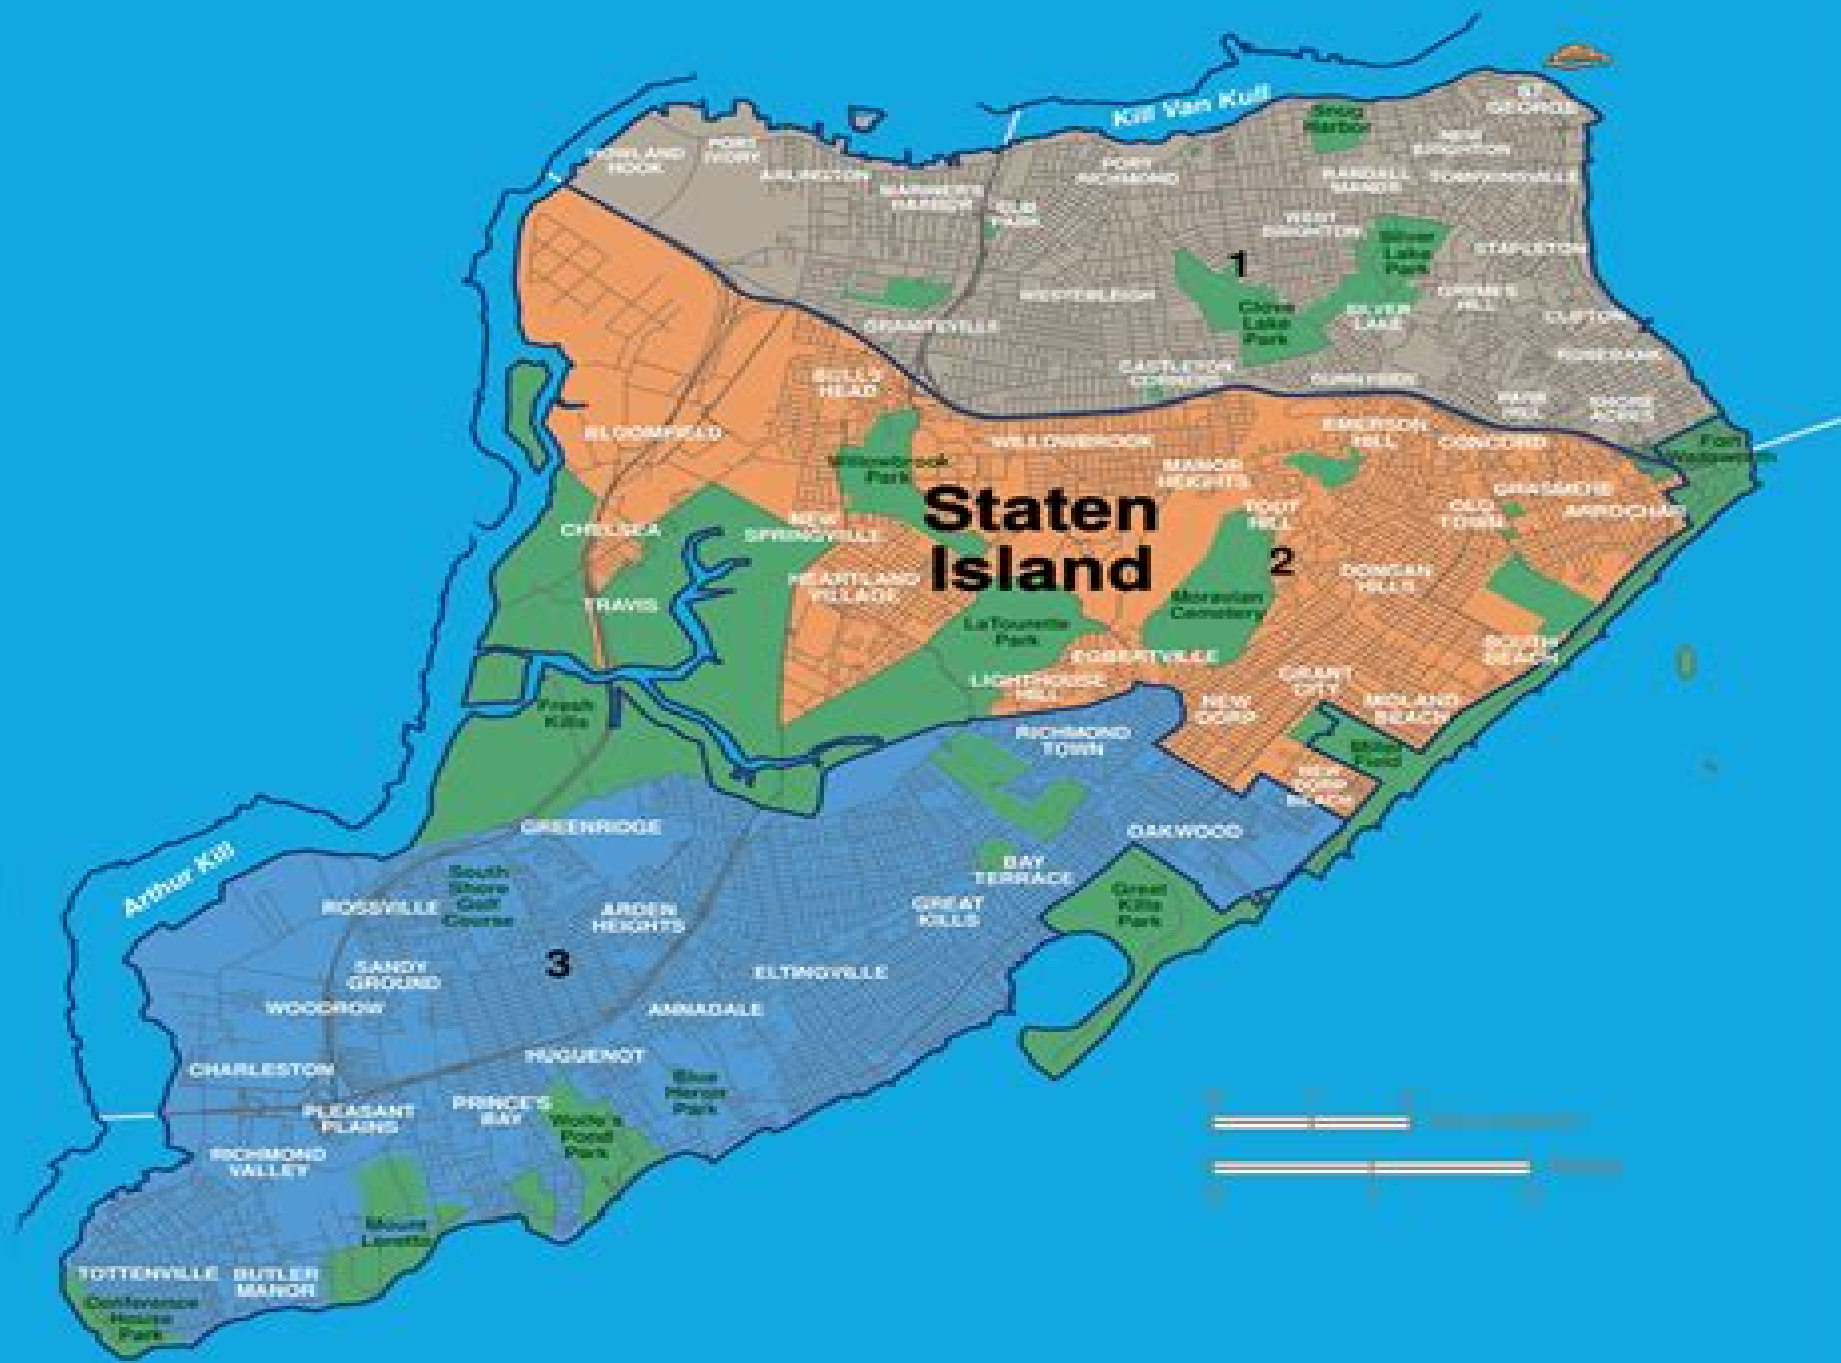 Kill Van Kull
Snug
Harbor
ST.
GEORGE
HOWLAND
HOOK
PORT
IVORY
ARLINGTON
MARINER'S
HARBOR
ELM
PARK
PORT
RICHMOND
NEW
BRIGHTON
RANDALL
MANOR
TOMPKINSVILLE
WEST
BRIGHTON
Silver
Lake
Park
STAPLETON
1
WESTERLEIGH
Clove
Lake
Park
SILVER
LAKE
GRYMES
HILL
CLIFTON
GRANITEVILLE
ROSEBANK
CASTLETON
CORNERS
SUNNYSIDE
PARK
HILL
SHORE
ACRES
BULLS
HEAD
BLOOMFIELD
WILLOWBROOK
EMERSON
HILL
CONCORD
Fort
Wadsworth
Willowbrook
Park
MANOR
HEIGHTS
GRASMERE
Staten
Island
TODT
HILL
OLD
TOWN
ARROCHAR
CHELSEA
NEW
SPRINGVILLE
2
HEARTLAND
VILLAGE
DONGAN
HILLS
TRAVIS
Moravian
Cemetery
LaTourette
Park
EGBERTVILLE
SOUTH
BEACH
LIGHTHOUSE
HILL
GRANT
CITY
NEW
DORP
MIDLAND
BEACH
Fresh
Kills
RICHMOND
TOWN
Miller
Field
NEW
DORP
BEACH
GREENRIDGE
OAKWOOD
Arthur Kill
South
Shore
Golf
Course
BAY
TERRACE
Great
Kills
Park
ROSSVILLE
ARDEN
HEIGHTS
GREAT
KILLS
3
SANDY
GROUND
ELTINGVILLE
WOODROW
ANNADALE
HUGUENOT
CHARLESTON
Blue
Heron
Park
PLEASANT
PLAINS
PRINCE'S
BAY
Wolfe's
Pond
Park
RICHMOND
VALLEY
Mount
Loretto
TOTTENVILLE
BUTLER
MANOR
Conference
House
Park